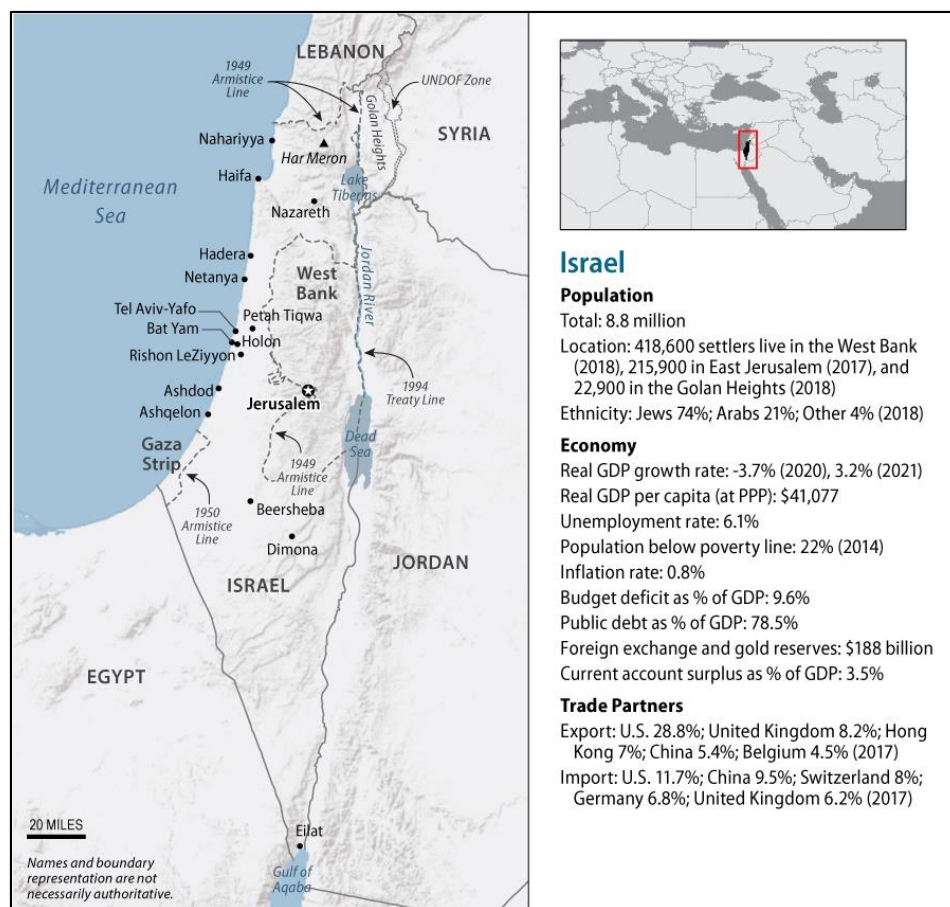 LEBANON
1949
Armistice
Line
UNDOF Zone
Golan Heights
SYRIA
Nahariyya
Har Meron
Haifa
Mediterranean
Sea
Lake
Tiberias
Nazareth
Hadera
West
Bank
Jordan River
Netanya
Tel Aviv-Yafo
Petah Tiqwa
Bat Yam
Holon
Rishon LeZiyyon
1994
Treaty Line
Ashdod
Jerusalem
Ashqelon
Dead
Sea
Gaza
Strip
1949
Armistice
Line
1950
Armistice
Line
Beersheba
Dimona
JORDAN
ISRAEL
EGYPT
20 MILES
Eilat
Names and boundary
representation are not
necessarily authoritative.
Gulf of
Aqaba
Israel
Population
Total: 8.8 million
Location: 418,600 settlers live in the West Bank
(2018), 215,900 in East Jerusalem (2017), and
22,900 in the Golan Heights (2018)
Ethnicity: Jews 74%; Arabs 21%; Other 4% (2018)
Economy
Real GDP growth rate: -3.7% (2020), 3.2% (2021)
Real GDP per capita (at PPP): $41,077
Unemployment rate: 6.1%
Population below poverty line: 22% (2014)
Inflation rate: 0.8%
Budget deficit as % of GDP: 9.6%
Public debt as % of GDP: 78.5%
Foreign exchange and gold reserves: $188 billion
Current account surplus as % of GDP: 3.5%
Trade Partners
Export: U.S. 28.8%; United Kingdom 8.2%; Hong
Kong 7%; China 5.4%; Belgium 4.5% (2017)
Import: U.S. 11.7%; China 9.5%; Switzerland 8%;
Germany 6.8%; United Kingdom 6.2% (2017)